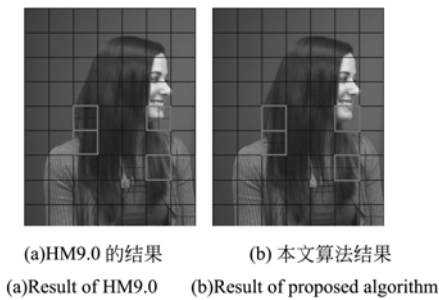 (a)HM9.0 的结果
(b) 本文算法结果
(a)Result of HM9.0
(b)Result of proposed algorithm